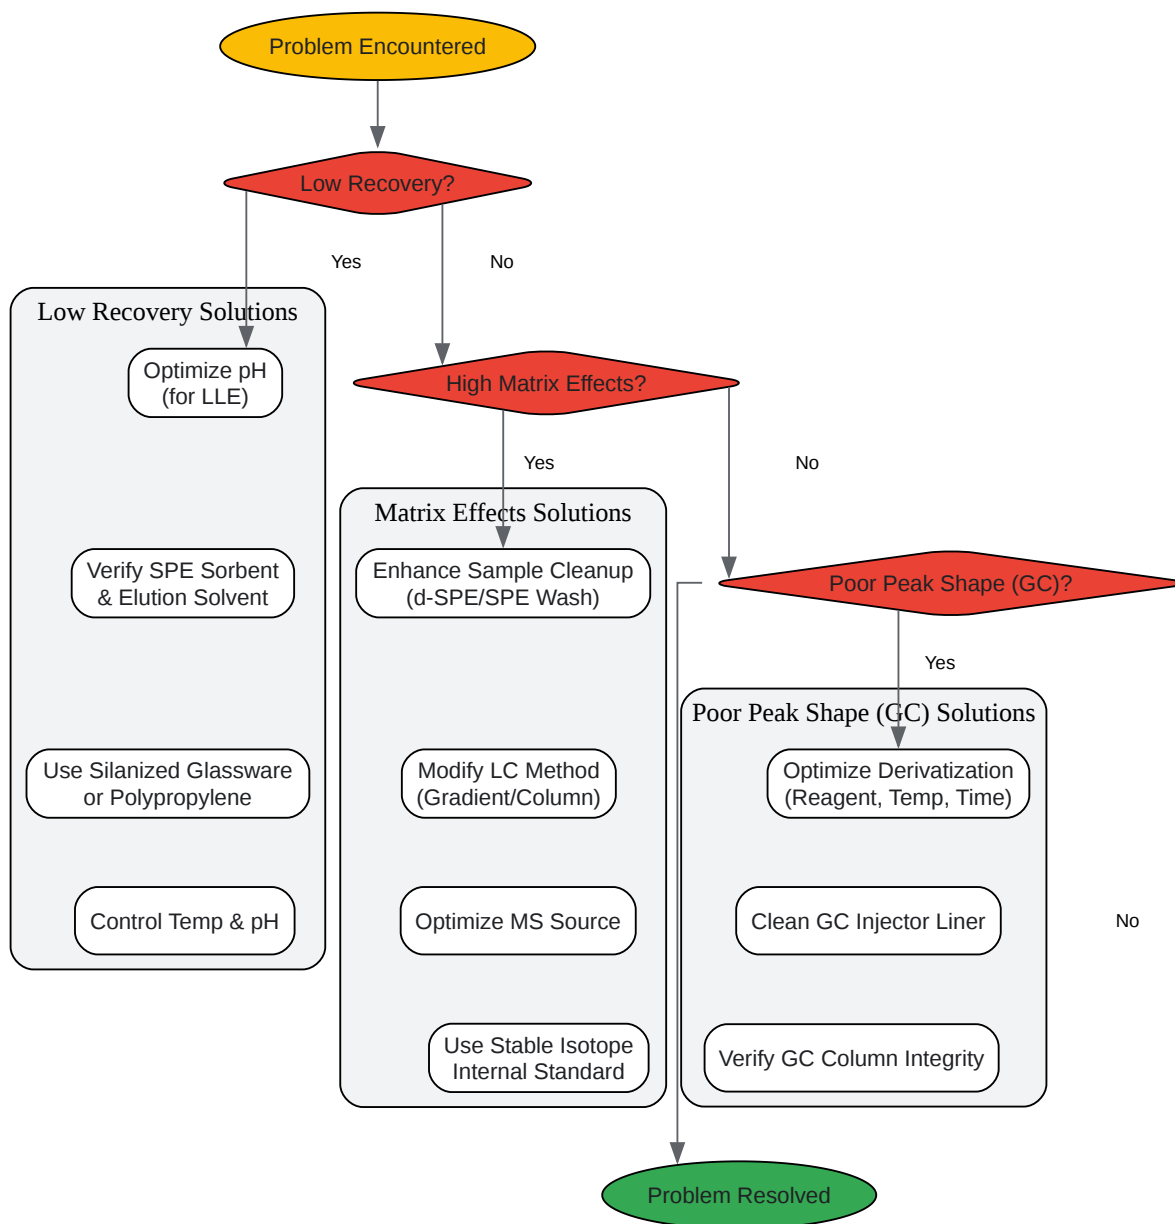 Problem Encountered
Low Recovery?
Yes
No
Low Recovery Solutions
Optimize pH
(for LLE)
Verify SPE Sorbent
& Elution Solvent
Use Silanized Glassware
or Polypropylene
Control Temp & pH
High Matrix Effects?
Yes
No
Matrix Effects Solutions
Enhance Sample Cleanup
(d-SPE/SPE Wash)
Modify LC Method
(Gradient/Column)
Optimize MS Source
Use Stable Isotope
Internal Standard
Poor Peak Shape (GC)?
Yes
Poor Peak Shape (GC) Solutions
Optimize Derivatization
(Reagent, Temp, Time)
Clean GC Injector Liner
Verify GC Column Integrity
No
Problem Resolved